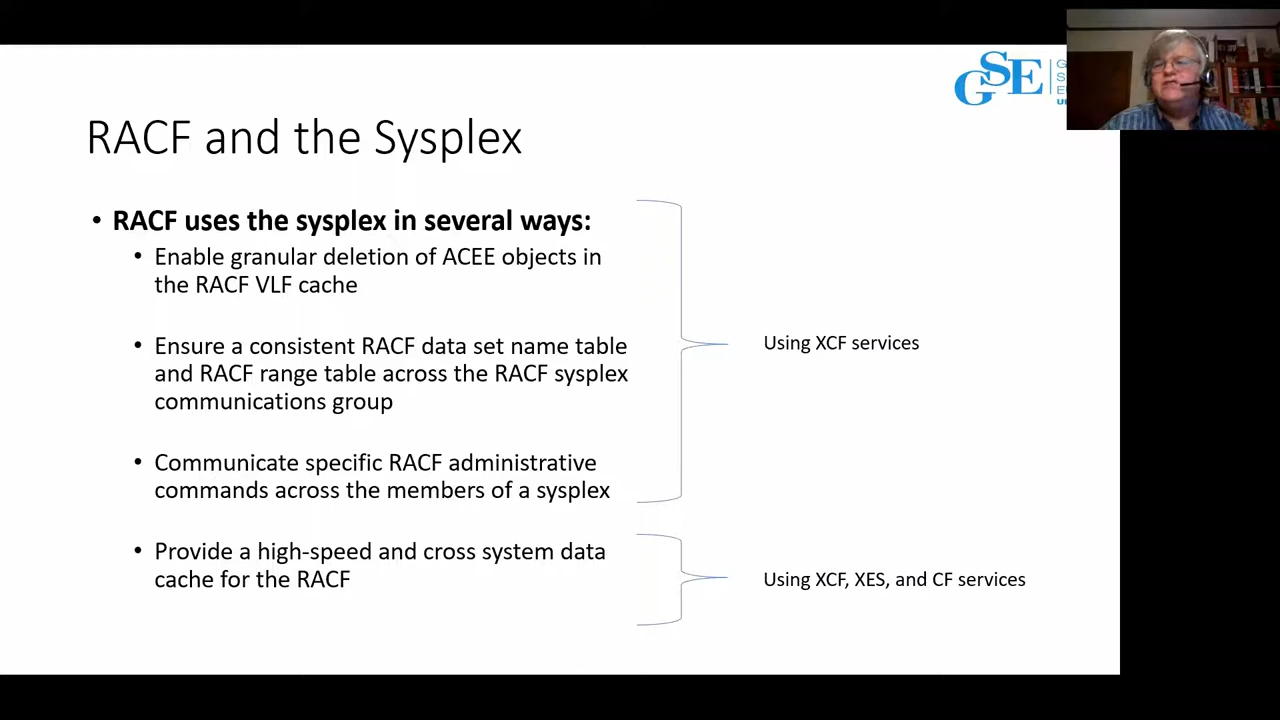 GSE
RACF and the Sysplex
• RACF uses the sysplex in several ways:
• Enable granular deletion of ACEE objects in
the RACF VLF cache
• Ensure a consistent RACF data set name table
and RACF range table across the RACF sysplex
communications group
• Communicate specific RACF administrative
commands across the members of a sysplex
Using XCF services
• Provide a high-speed and cross system data
cache for the RACF
Using XCF, XES, and CF services